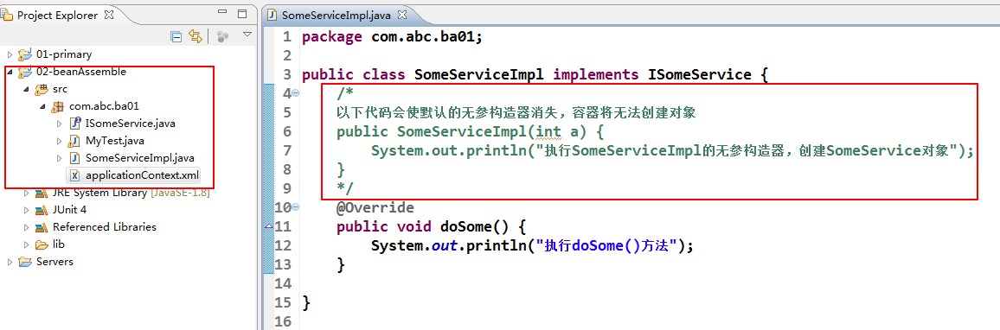 Project Explorer
01-primary
02-beanAssemble
src
com.abc.ba01
ISomeService.java
MyTest.java
SomeServiceImpl.java
applicationContext.xml
JRE System Library [JavaSE-1.8]
JUnit 4
Referenced Libraries
lib
Servers
SomeServiceImpl.java
1 package com.abc.ba01;
2
3 public class SomeServiceImpl implements ISomeService {
4 /*
5 以下代码会使默认的无参构造器消失，容器将无法创建对象
6 public SomeServiceImpl(int a) {
7 System.out.println("执行SomeServiceImpl的无参构造器，创建SomeService对象");
8 }
9 */
10 @Override
11 public void doSome() {
12 System.out.println("执行doSome()方法");
13 }
14
15 }
16